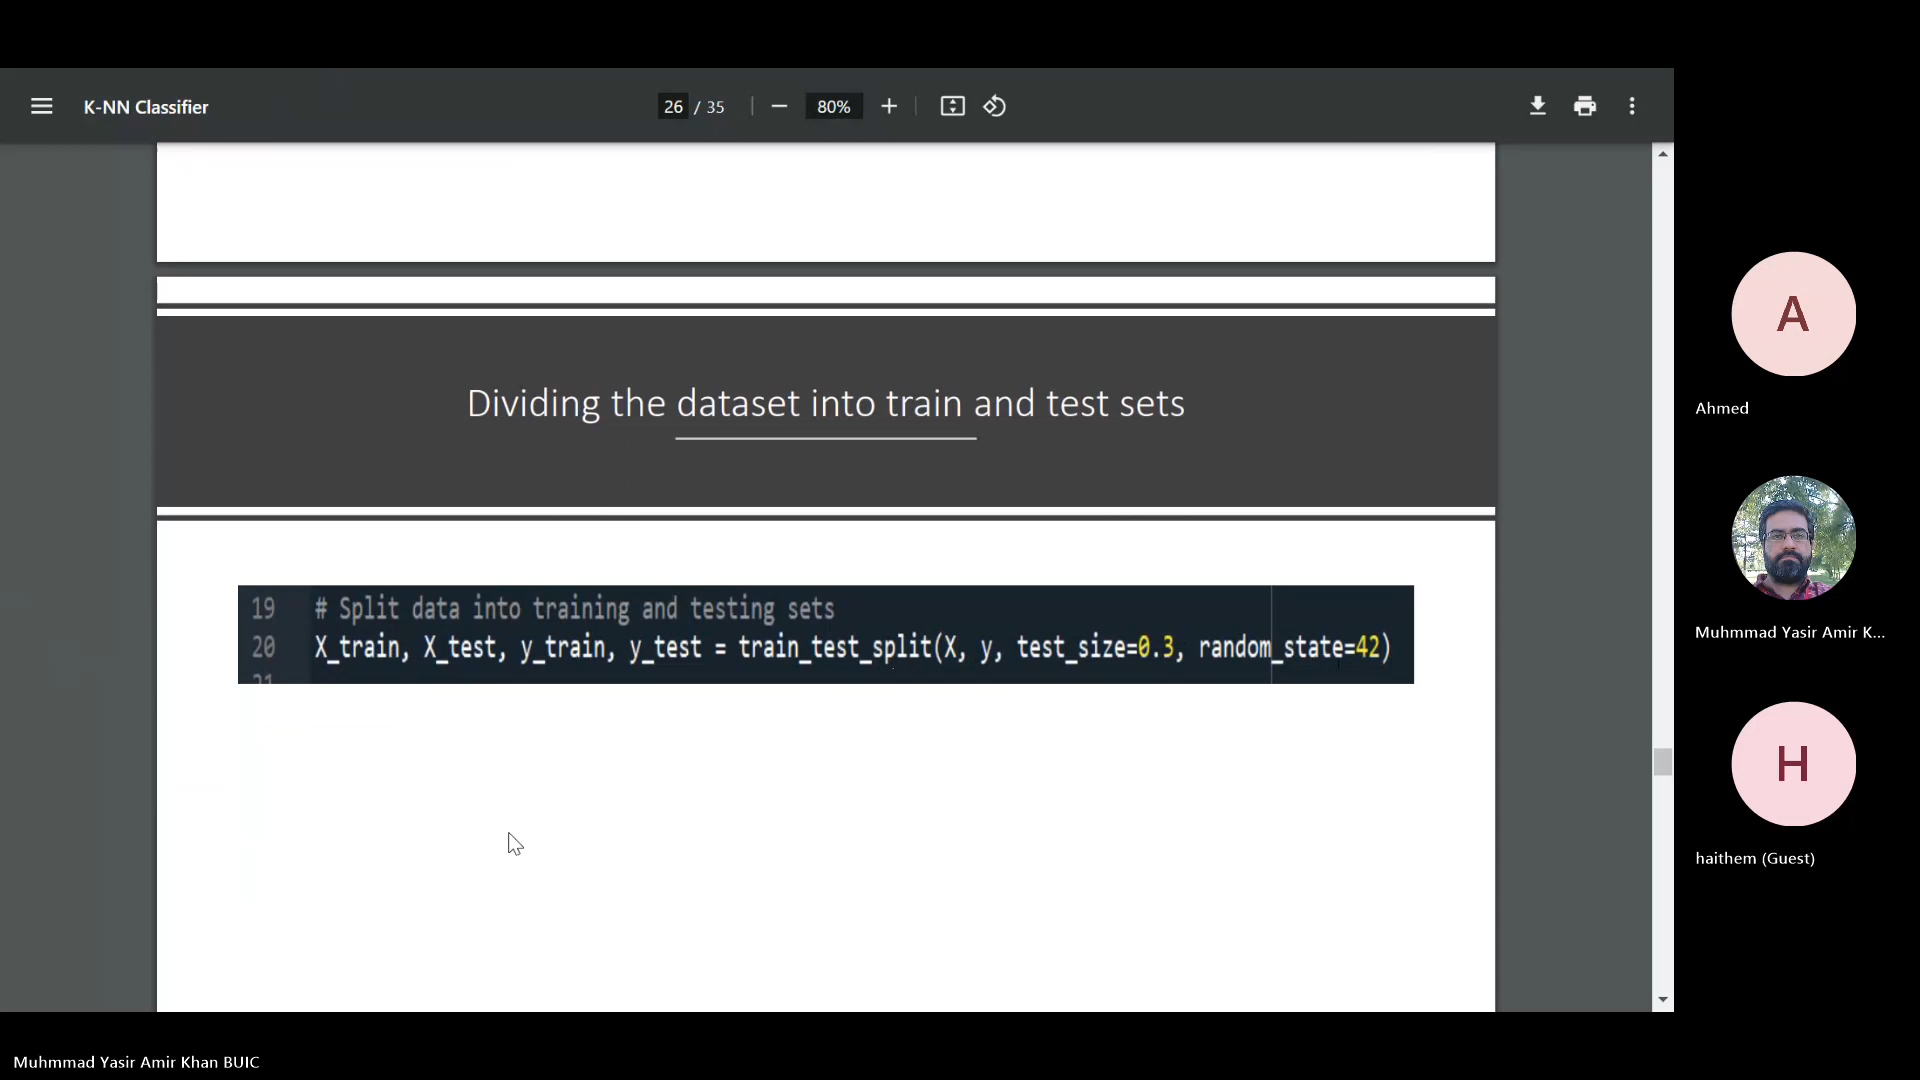 K-NN Classifier
26 / 35
80%
Dividing the dataset into train and test sets
19 # Split data into training and testing sets
20 X_train, X_test, y_train, y_test = train_test_split(X, y, test_size=0.3, random_state=42)
21
A
Ahmed
Muhmmad Yasir Amir K...
H
haithem (Guest)
Muhmmad Yasir Amir Khan BUIC